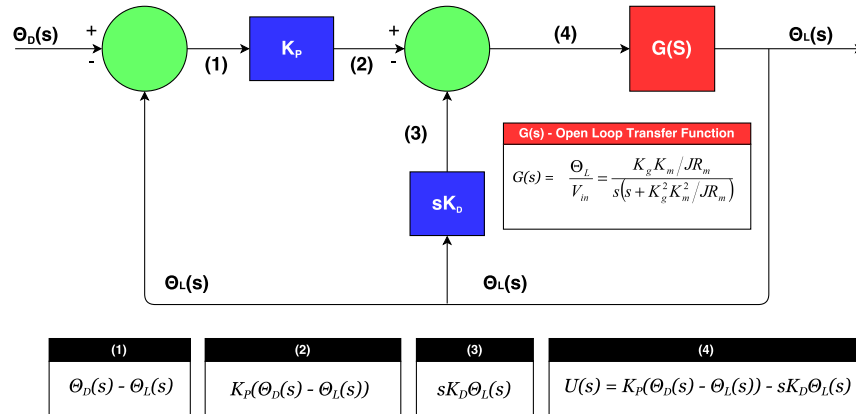 Θ_D(s)
+
-
(1)
K_P
(2)
+
-
(4)
G(S)
Θ_L(s)
(3)
sK_D
G(s) - Open Loop Transfer Function
G(s) = Θ_L / V_in = (K_g K_m / JR_m) / (s(s + K_g^2 K_m^2 / JR_m))
Θ_L(s)
Θ_L(s)
(1)
Θ_D(s) - Θ_L(s)
(2)
K_P(Θ_D(s) - Θ_L(s))
(3)
sK_DΘ_L(s)
(4)
U(s) = K_P(Θ_D(s) - Θ_L(s)) - sK_DΘ_L(s)